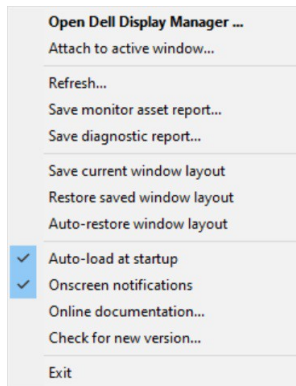 Open Dell Display Manager ...
Attach to active window...
Refresh...
Save monitor asset report...
Save diagnostic report...
Save current window layout
Restore saved window layout
Auto-restore window layout
Auto-load at startup
Onscreen notifications
Online documentation...
Check for new version...
Exit